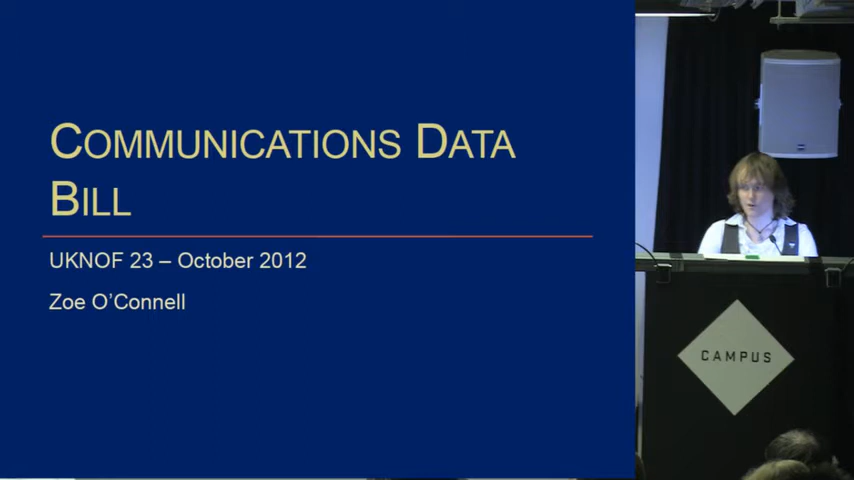 COMMUNICATIONS DATA
BILL
UKNOF 23 – October 2012
Zoe O'Connell
CAMPUS